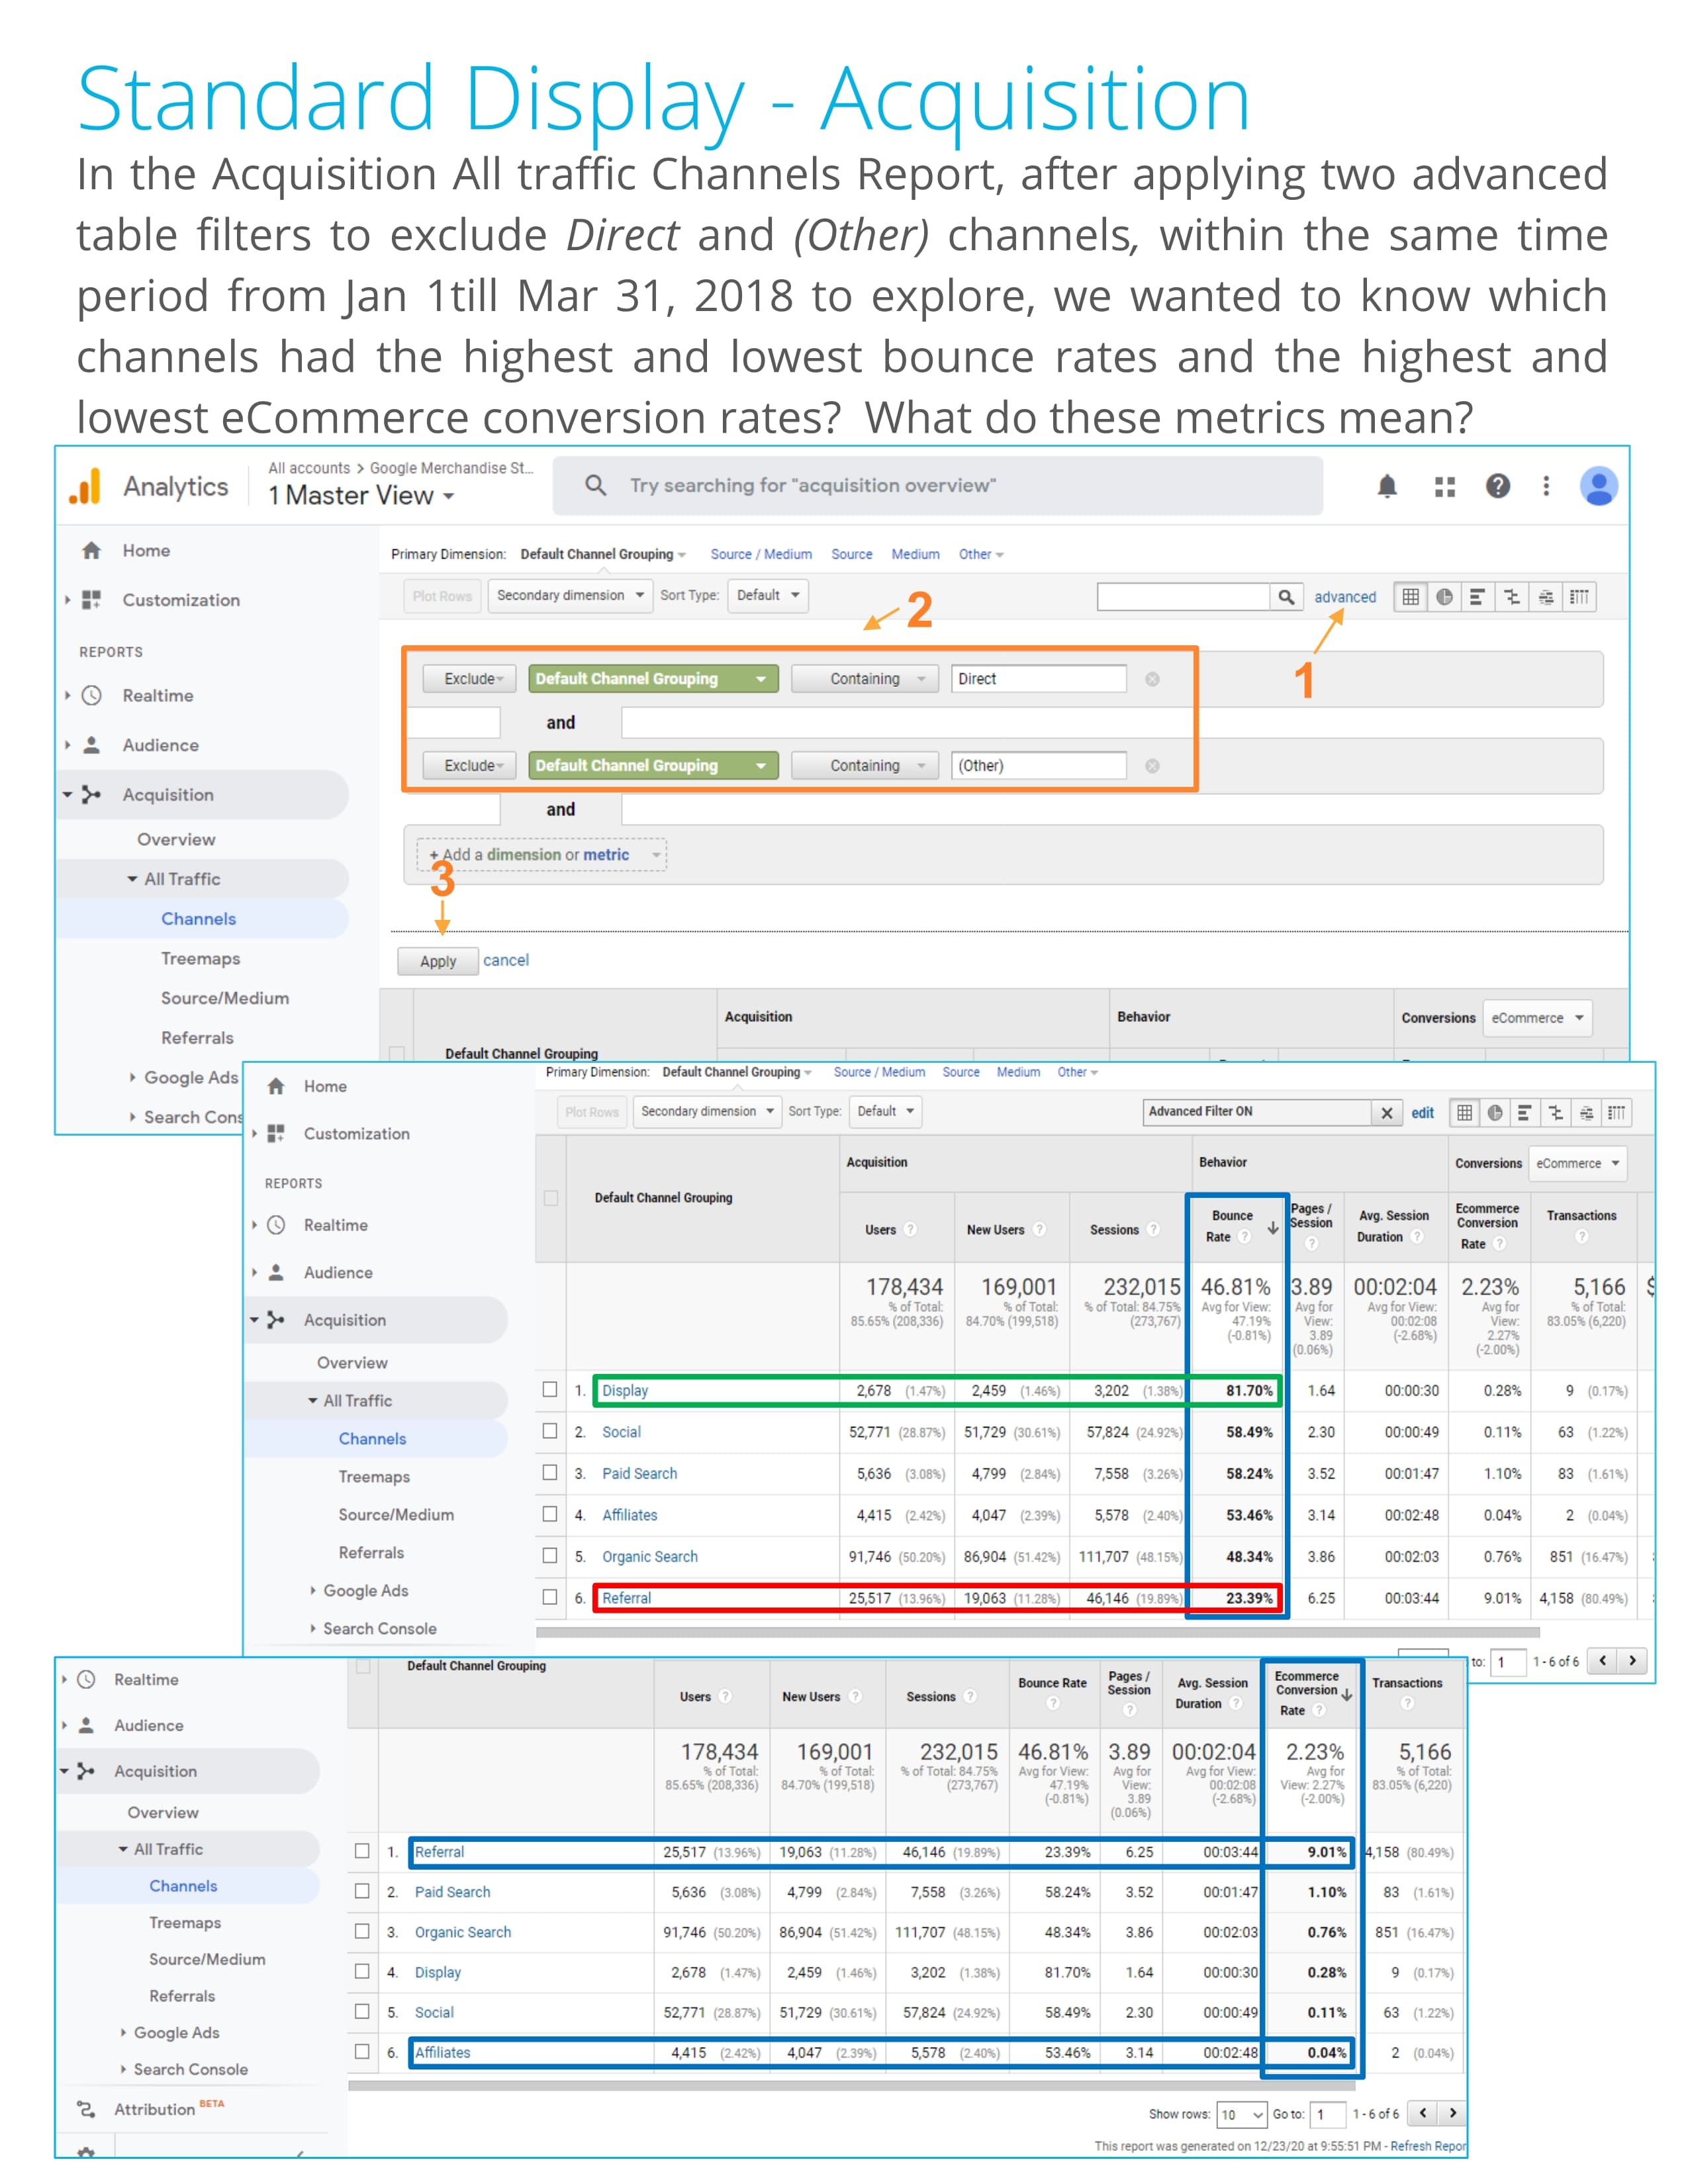 Standard Display - Acquisition
In the Acquisition All traffic Channels Report, after applying two advanced
table filters to exclude Direct and (Other) channels, within the same time
period from Jan 1till Mar 31, 2018 to explore, we wanted to know which
channels had the highest and lowest bounce rates and the highest and
lowest eCommerce conversion rates?  What do these metrics mean?
Analytics
All accounts > Google Merchandise St...
1 Master View
Try searching for "acquisition overview"
Home
Customization
REPORTS
Realtime
Audience
Acquisition
Overview
All Traffic
Channels
Treemaps
Source/Medium
Referrals
Google Ads
Search Cons
Primary Dimension: Default Channel Grouping Source / Medium Source Medium Other
Plot Rows Secondary dimension Sort Type: Default advanced
2
1
Exclude Default Channel Grouping Containing Direct
and
Exclude Default Channel Grouping Containing (Other)
and
+ Add a dimension or metric
3
Apply cancel
Acquisition Behavior Conversions eCommerce
Default Channel Grouping
Home
Customization
REPORTS
Realtime
Audience
Acquisition
Overview
All Traffic
Channels
Treemaps
Source/Medium
Referrals
Google Ads
Search Console
Primary Dimension: Default Channel Grouping Source / Medium Source Medium Other
Plot Rows Secondary dimension Sort Type: Default Advanced Filter ON edit
Acquisition Behavior Conversions eCommerce
Default Channel Grouping
Users New Users Sessions Bounce Rate Pages / Session Avg. Session Duration Ecommerce Conversion Rate Transactions
178,434 169,001 232,015 46.81% 3.89 00:02:04 2.23% 5,166 $
% of Total: 85.65% (208,336) % of Total: 84.70% (199,518) % of Total: 84.75% (273,767) Avg for View: 47.19% (-0.81%) Avg for View: 3.89 (0.06%) Avg for View: 00:02:08 (-2.68%) Avg for View: 2.27% (-2.00%) % of Total: 83.05% (6,220)
1. Display 2,678 (1.47%) 2,459 (1.46%) 3,202 (1.38%) 81.70% 1.64 00:00:30 0.28% 9 (0.17%)
2. Social 52,771 (28.87%) 51,729 (30.61%) 57,824 (24.92%) 58.49% 2.30 00:00:49 0.11% 63 (1.22%)
3. Paid Search 5,636 (3.08%) 4,799 (2.84%) 7,558 (3.26%) 58.24% 3.52 00:01:47 1.10% 83 (1.61%)
4. Affiliates 4,415 (2.42%) 4,047 (2.39%) 5,578 (2.40%) 53.46% 3.14 00:02:48 0.04% 2 (0.04%)
5. Organic Search 91,746 (50.20%) 86,904 (51.42%) 111,707 (48.15%) 48.34% 3.86 00:02:03 0.76% 851 (16.47%)
6. Referral 25,517 (13.96%) 19,063 (11.28%) 46,146 (19.89%) 23.39% 6.25 00:03:44 9.01% 4,158 (80.49%)
to: 1 1 - 6 of 6
Realtime
Audience
Acquisition
Overview
All Traffic
Channels
Treemaps
Source/Medium
Referrals
Google Ads
Search Console
Attribution BETA
Default Channel Grouping
Users New Users Sessions Bounce Rate Pages / Session Avg. Session Duration Ecommerce Conversion Rate Transactions
178,434 169,001 232,015 46.81% 3.89 00:02:04 2.23% 5,166
% of Total: 85.65% (208,336) % of Total: 84.70% (199,518) % of Total: 84.75% (273,767) Avg for View: 47.19% (-0.81%) Avg for View: 3.89 (0.06%) Avg for View: 00:02:08 (-2.68%) Avg for View: 2.27% (-2.00%) % of Total: 83.05% (6,220)
1. Referral 25,517 (13.96%) 19,063 (11.28%) 46,146 (19.89%) 23.39% 6.25 00:03:44 9.01% 4,158 (80.49%)
2. Paid Search 5,636 (3.08%) 4,799 (2.84%) 7,558 (3.26%) 58.24% 3.52 00:01:47 1.10% 83 (1.61%)
3. Organic Search 91,746 (50.20%) 86,904 (51.42%) 111,707 (48.15%) 48.34% 3.86 00:02:03 0.76% 851 (16.47%)
4. Display 2,678 (1.47%) 2,459 (1.46%) 3,202 (1.38%) 81.70% 1.64 00:00:30 0.28% 9 (0.17%)
5. Social 52,771 (28.87%) 51,729 (30.61%) 57,824 (24.92%) 58.49% 2.30 00:00:49 0.11% 63 (1.22%)
6. Affiliates 4,415 (2.42%) 4,047 (2.39%) 5,578 (2.40%) 53.46% 3.14 00:02:48 0.04% 2 (0.04%)
Show rows: 10 Go to: 1 1 - 6 of 6
This report was generated on 12/23/20 at 9:55:51 PM - Refresh Repor